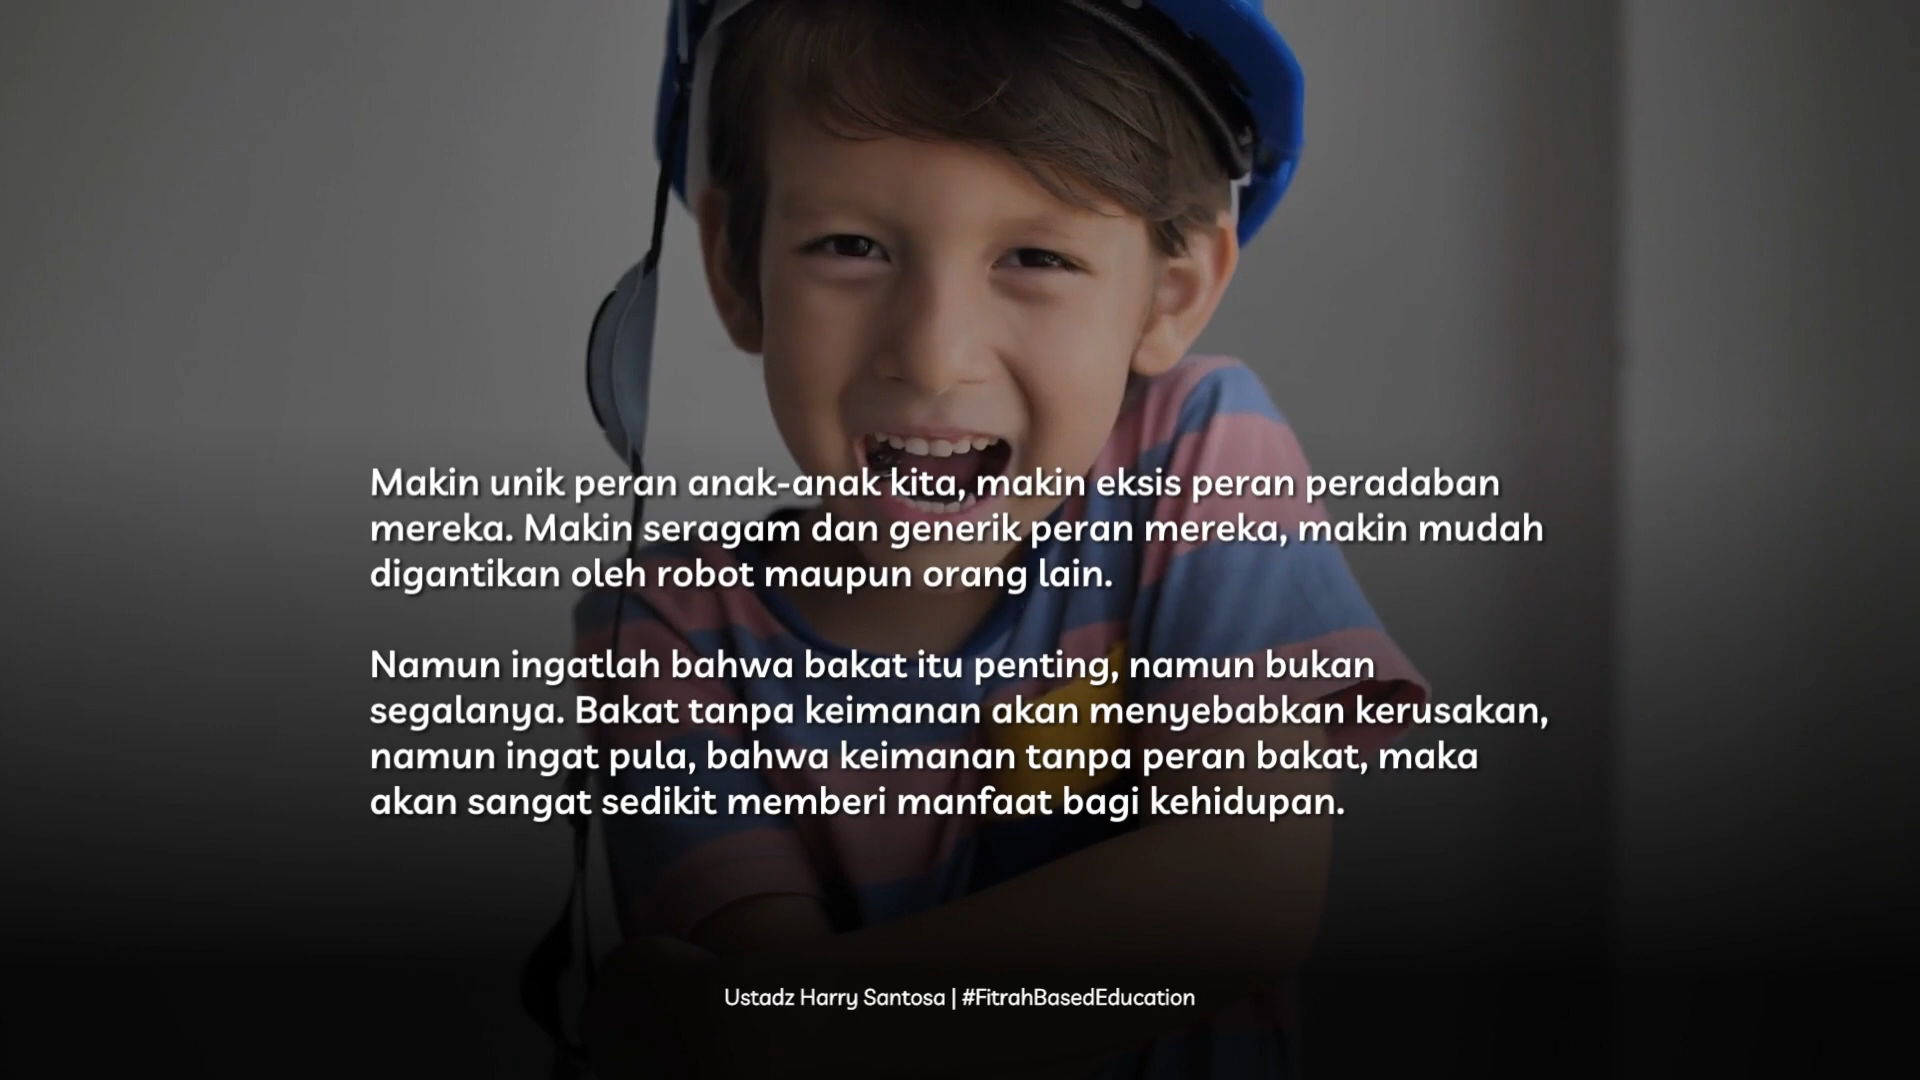 Makin unik peran anak-anak kita, makin eksis peran peradaban
mereka. Makin seragam dan generik peran mereka, makin mudah
digantikan oleh robot maupun orang lain.
Namun ingatlah bahwa bakat itu penting, namun bukan
segalanya. Bakat tanpa keimanan akan menyebabkan kerusakan,
namun ingat pula, bahwa keimanan tanpa peran bakat, maka
akan sangat sedikit memberi manfaat bagi kehidupan.
Ustadz Harry Santosa | #FitrahBasedEducation